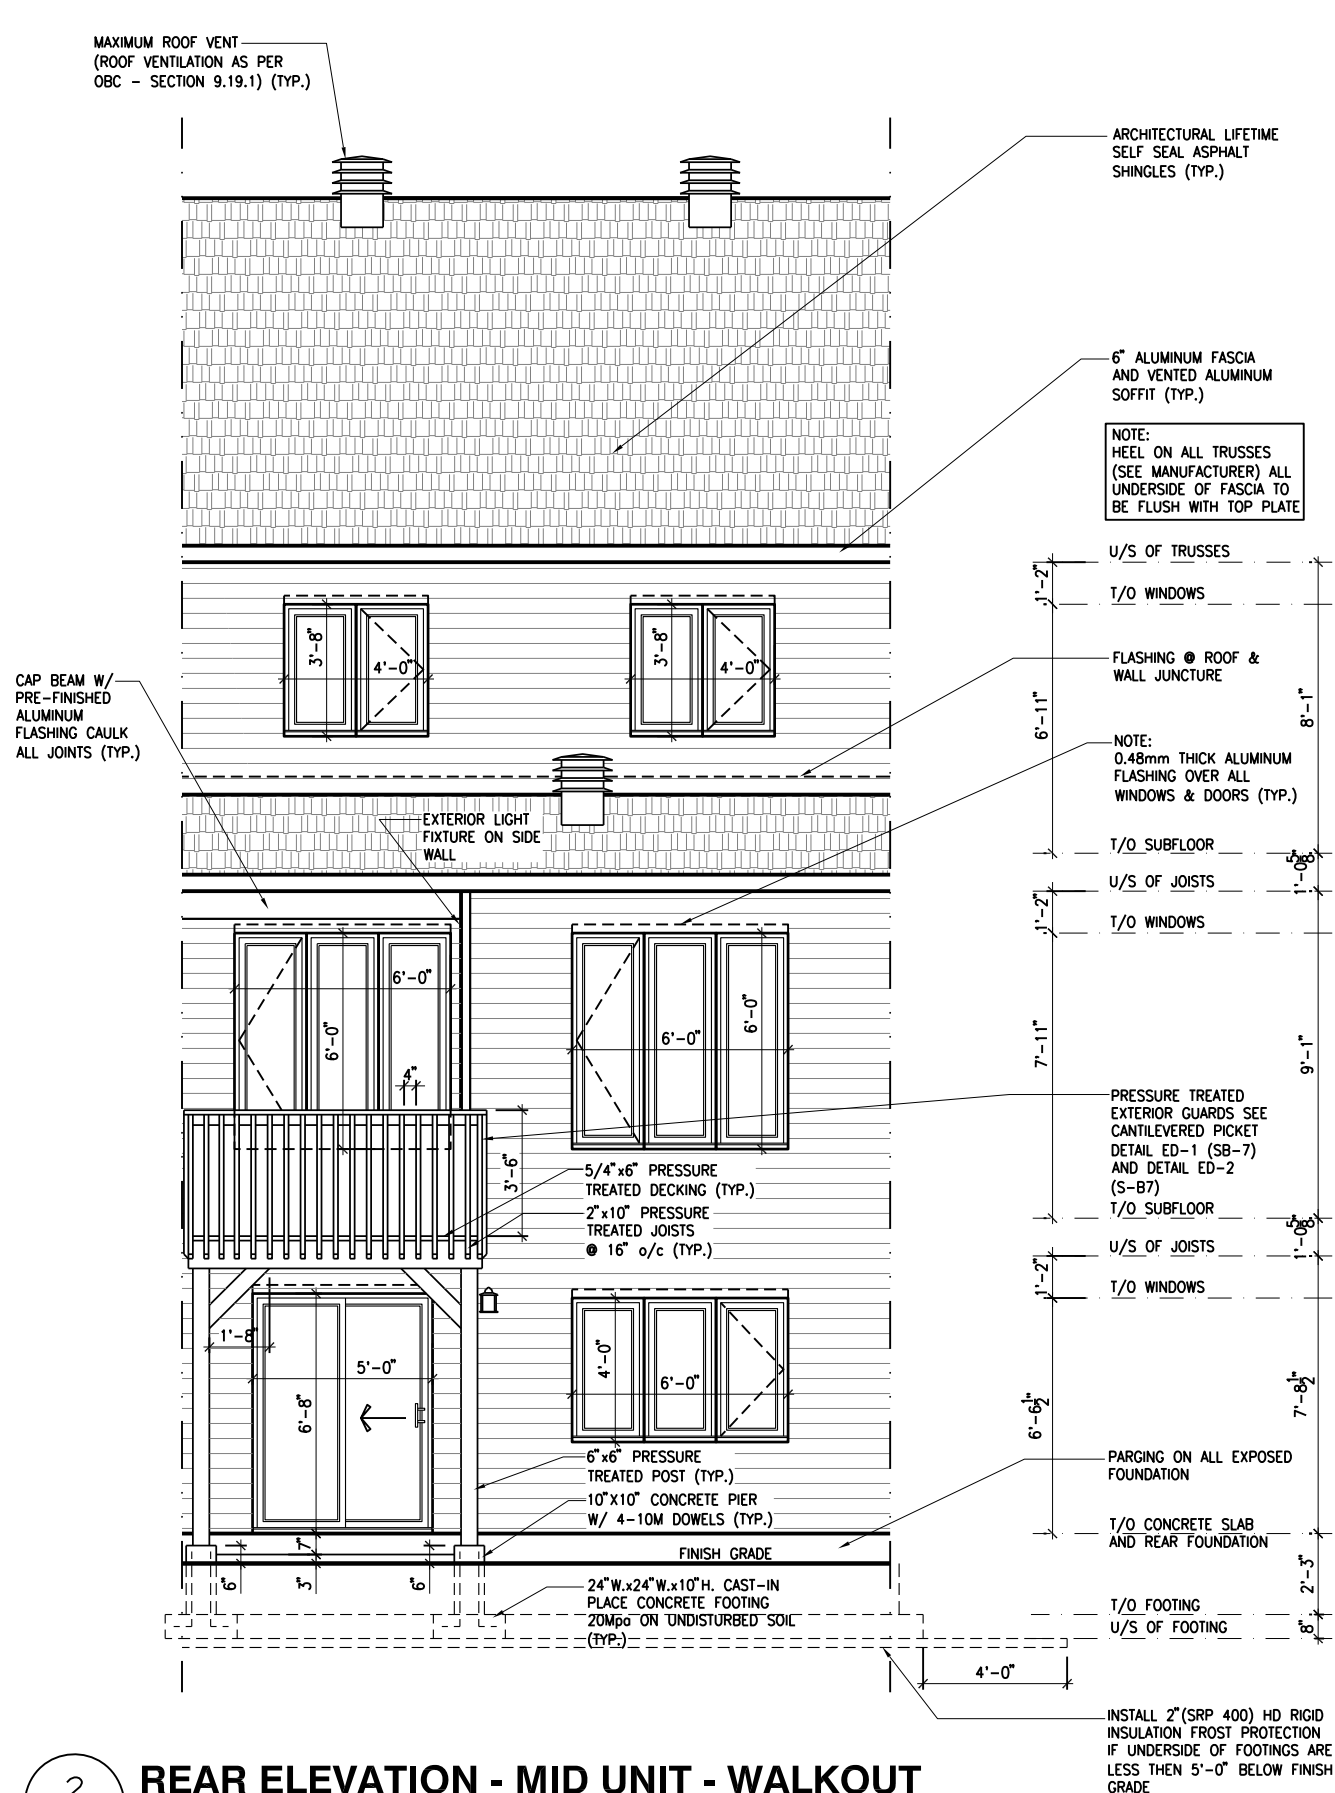 MAXIMUM ROOF VENT
(ROOF VENTILATION AS PER
OBC - SECTION 9.19.1) (TYP.)
ARCHITECTURAL LIFETIME
SELF SEAL ASPHALT
SHINGLES (TYP.)
6" ALUMINUM FASCIA
AND VENTED ALUMINUM
SOFFIT (TYP.)
NOTE:
HEEL ON ALL TRUSSES
(SEE MANUFACTURER) ALL
UNDERSIDE OF FASCIA TO
BE FLUSH WITH TOP PLATE
U/S OF TRUSSES
1'-2"
T/O WINDOWS
3'-8"
4'-0"
3'-8"
4'-0"
FLASHING @ ROOF &
WALL JUNCTURE
6'-11"
8'-1"
CAP BEAM W/
PRE-FINISHED
ALUMINUM
FLASHING CAULK
ALL JOINTS (TYP.)
NOTE:
0.48mm THICK ALUMINUM
FLASHING OVER ALL
WINDOWS & DOORS (TYP.)
EXTERIOR LIGHT
FIXTURE ON SIDE
WALL
T/O SUBFLOOR
1'-0 5/8"
U/S OF JOISTS
1'-2"
T/O WINDOWS
6'-0"
6'-0"
4"
6'-0"
6'-0"
7'-11"
9'-1"
PRESSURE TREATED
EXTERIOR GUARDS SEE
CANTILEVERED PICKET
DETAIL ED-1 (SB-7)
AND DETAIL ED-2
(S-B7)
3'-6"
5/4"x6" PRESSURE
TREATED DECKING (TYP.)
2"x10" PRESSURE
TREATED JOISTS
@ 16" o/c (TYP.)
T/O SUBFLOOR
1'-0 5/8"
U/S OF JOISTS
1'-2"
T/O WINDOWS
1'-8"
5'-0"
6'-8"
4'-0"
6'-0"
6'-6 1/2"
7'-8 1/2"
6"x6" PRESSURE
TREATED POST (TYP.)
10"X10" CONCRETE PIER
W/ 4-10M DOWELS (TYP.)
PARGING ON ALL EXPOSED
FOUNDATION
T/O CONCRETE SLAB
AND REAR FOUNDATION
FINISH GRADE
7"
6"
3"
6"
2'-3"
24"W.x24"W.x10"H. CAST-IN
PLACE CONCRETE FOOTING
20Mpa ON UNDISTURBED SOIL
(TYP.)
T/O FOOTING
U/S OF FOOTING
8"
4'-0"
INSTALL 2"(SRP 400) HD RIGID
INSULATION FROST PROTECTION
IF UNDERSIDE OF FOOTINGS ARE
LESS THEN 5'-0" BELOW FINISH
GRADE
2
REAR ELEVATION - MID UNIT - WALKOUT